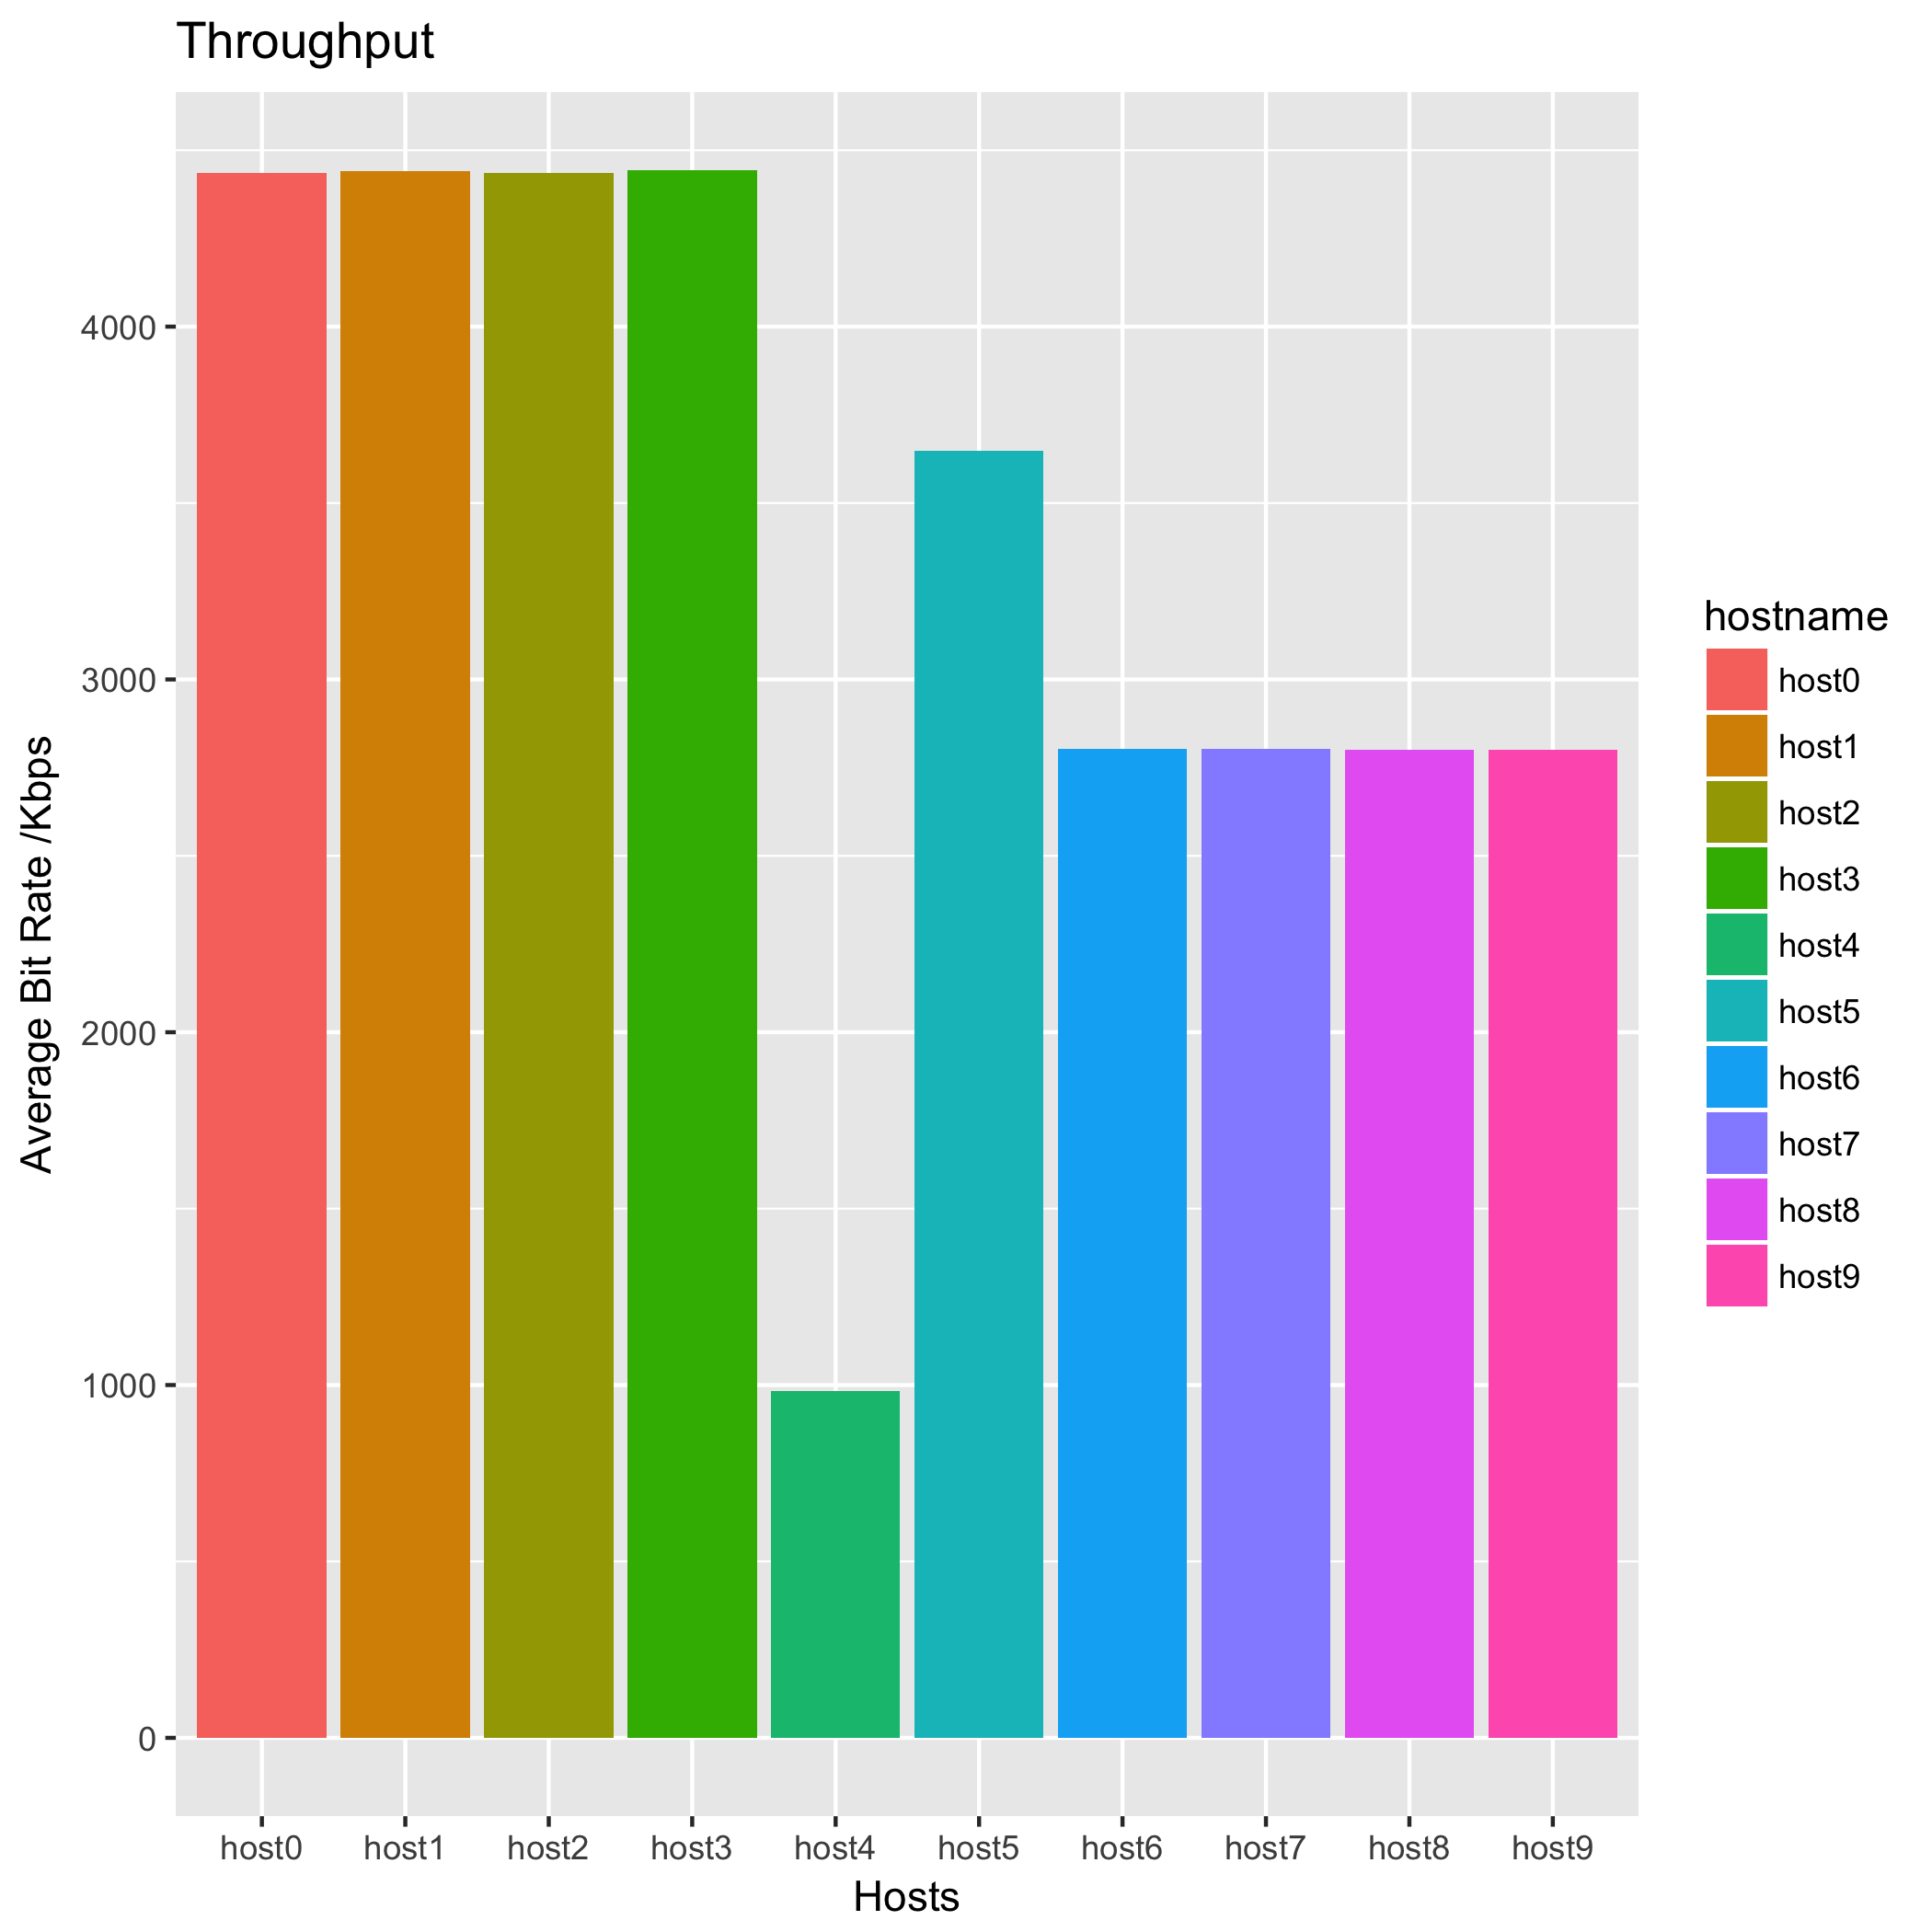 Throughput
Average Bit Rate /Kbps
4000
3000
2000
1000
0
host0 host1 host2 host3 host4 host5 host6 host7 host8 host9
Hosts
hostname
host0
host1
host2
host3
host4
host5
host6
host7
host8
host9